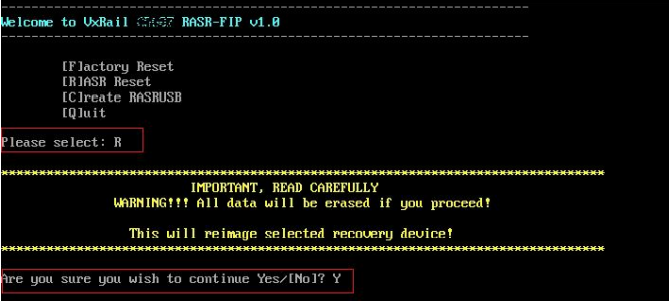 Welcome to VxRail RASR-FIP v1.0
[F]actory Reset
[R]ASR Reset
[C]reate RASRUSB
[Q]uit
Please select: R
********************************************************************************
IMPORTANT, READ CAREFULLY
WARNING!!! All data will be erased if you proceed!
This will reimage selected recovery device!
********************************************************************************
Are you sure you wish to continue Yes/[No]? Y